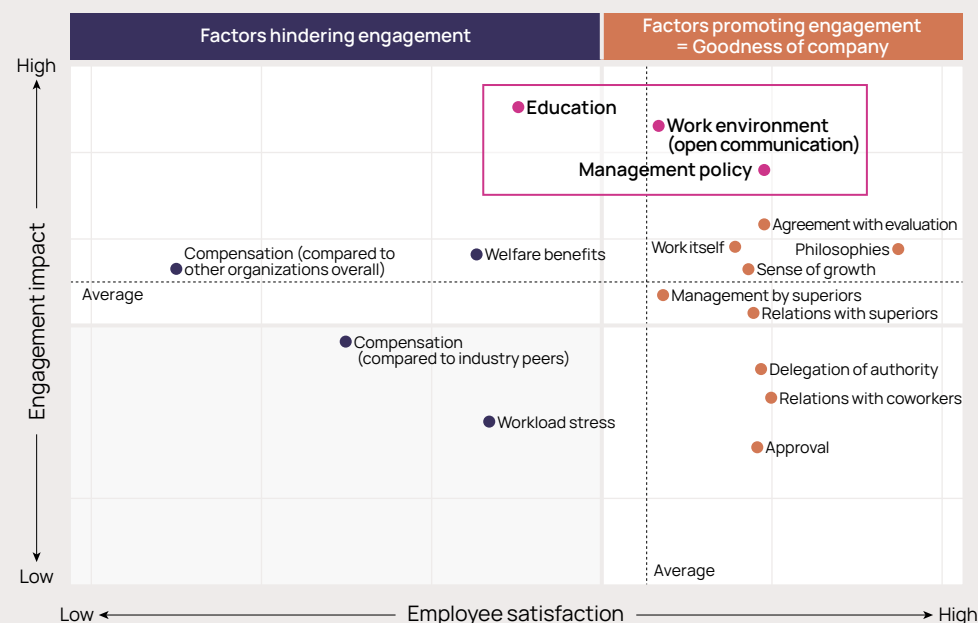 Factors hindering engagement
Factors promoting engagement
= Goodness of company
High
Engagement impact
Low
Education
Work environment
(open communication)
Management policy
Agreement with evaluation
Work itself
Philosophies
Sense of growth
Compensation (compared to
other organizations overall)
Welfare benefits
Average
Management by superiors
Relations with superiors
Compensation
(compared to industry peers)
Delegation of authority
Relations with coworkers
Workload stress
Approval
Average
Low
Employee satisfaction
High